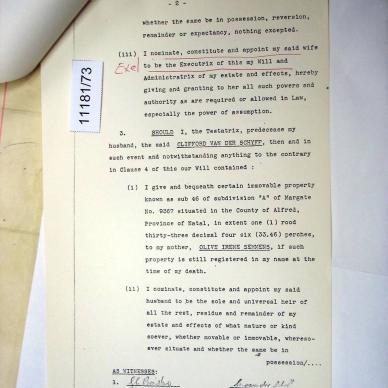 - 2 -
whether the same be in possession, reversion,
remainder or expectancy, nothing excepted.
(iii) I nominate, constitute and appoint my said wife
Exel to be the Executrix of this my Will and
Administratrix of my estate and effects, hereby
giving and granting to her all such powers and
authority as are required or allowed in Law,
especially the power of assumption.
11181/73
3. SHOULD I, the Testatrix, predecease my
husband, the said CLIFFORD VAN DER SCHYFF, then and in
such event and notwithstanding anything to the contrary
in Clause 4 of this our Will contained :
(i) I give and bequeath certain immovable property
known as sub 46 of subdivision "A" of Margate
No. 9367 situated in the County of Alfred,
Province of Natal, in extent one (1) rood
thirty-three decimal four six (33,46) perches,
to my mother, OLIVE IRENE SEMMENS, if such
property is still registered in my name at the
time of my death.
(ii) I nominate, constitute and appoint my said
husband to be the sole and universal heir of
all the rest, residue and remainder of my
estate and effects of what nature or kind
soever, whether movable or immovable, whereso-
ever situate and whether the same be in
possession/....
AS WITNESSES:
1.